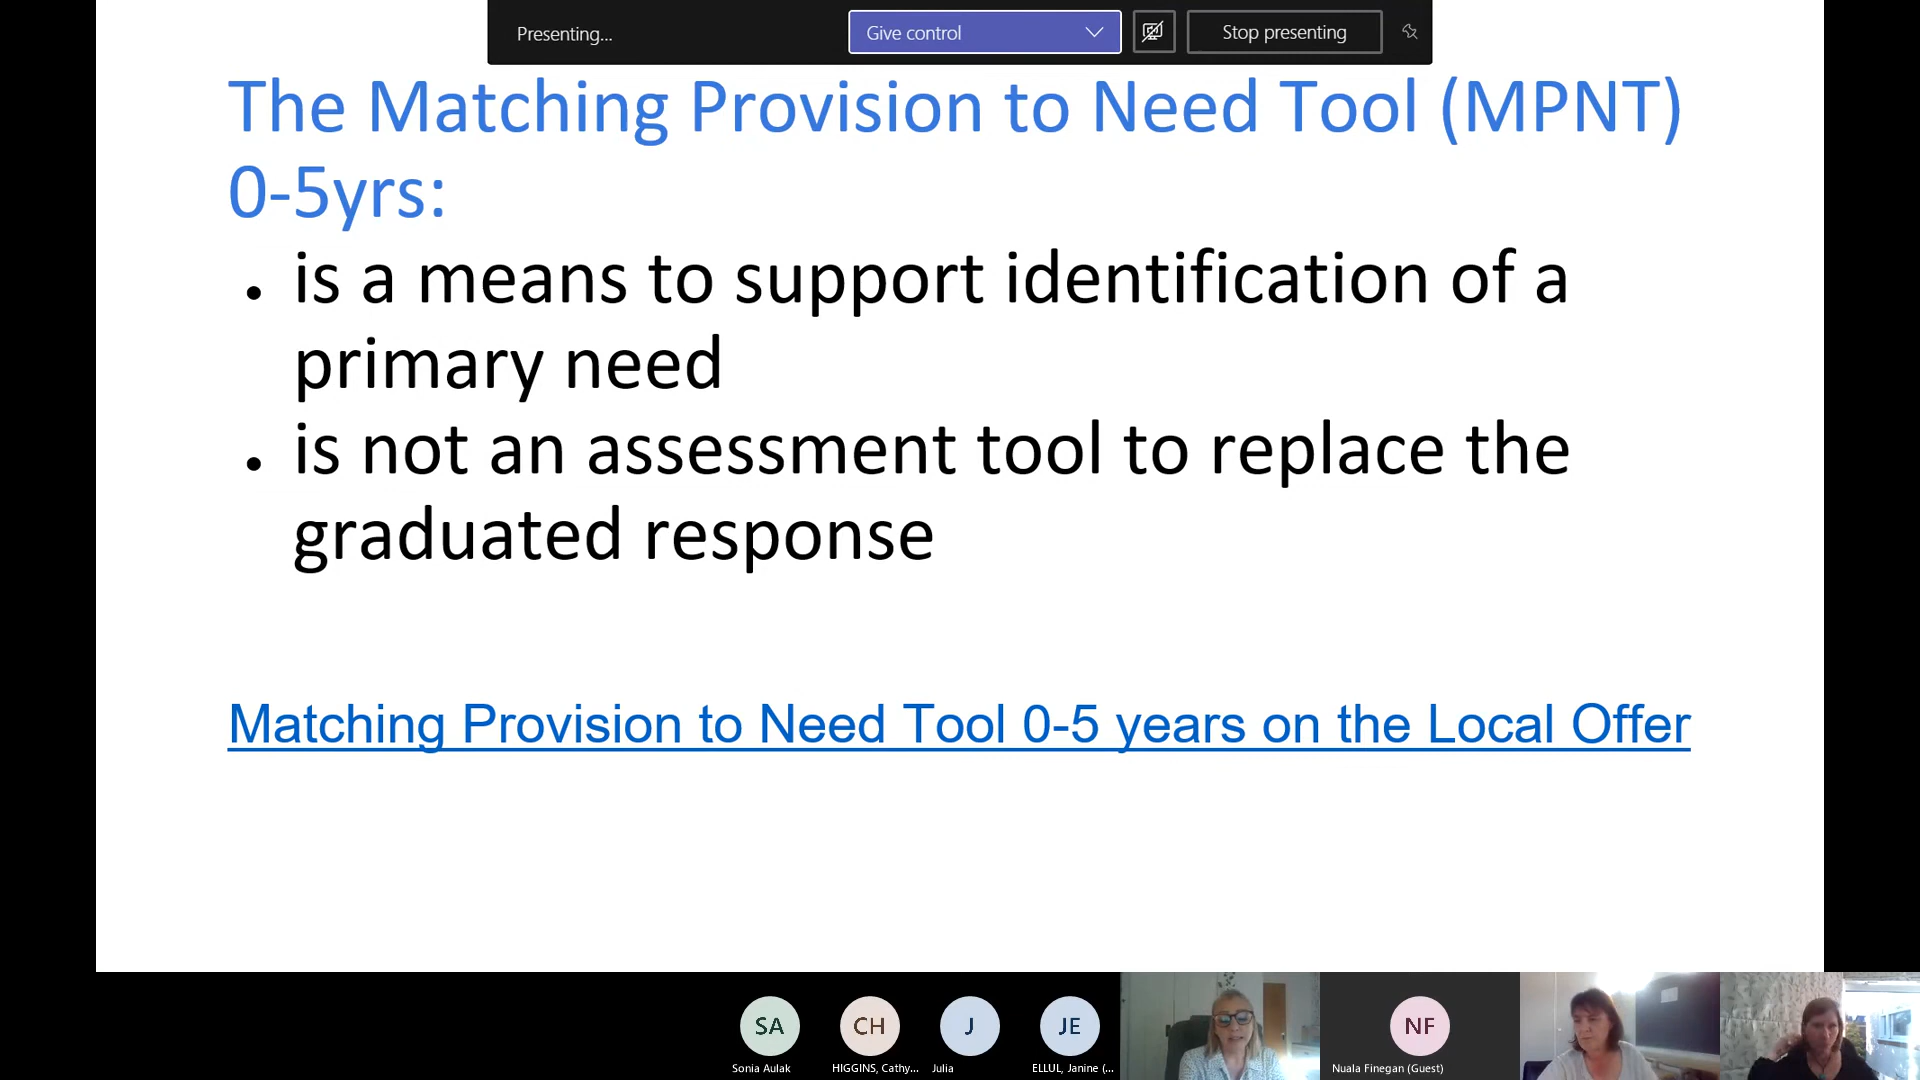 Presenting...
Give control
Stop presenting
The Matching Provision to Need Tool (MPNT)
0-5yrs:
• is a means to support identification of a
primary need
• is not an assessment tool to replace the
graduated response
Matching Provision to Need Tool 0-5 years on the Local Offer
SA
CH
J
JE
NF
Sonia Aulak
HIGGINS, Cathy...
Julia
ELLUL, Janine (...
Nuala Finegan (Guest)